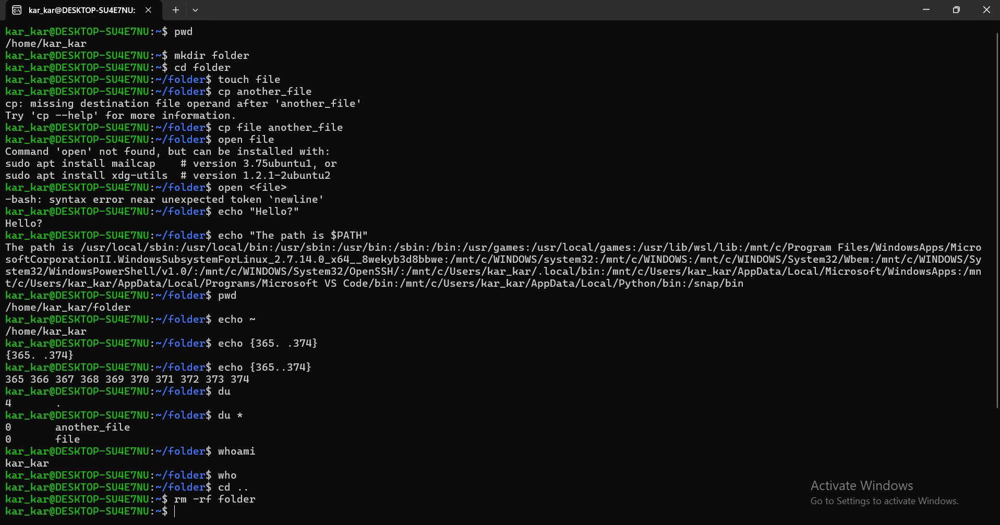 kar_kar@DESKTOP-SU4E7NU:
kar_kar@DESKTOP-SU4E7NU:~$ pwd
/home/kar_kar
kar_kar@DESKTOP-SU4E7NU:~$ mkdir folder
kar_kar@DESKTOP-SU4E7NU:~$ cd folder
kar_kar@DESKTOP-SU4E7NU:~/folder$ touch file
kar_kar@DESKTOP-SU4E7NU:~/folder$ cp another_file
cp: missing destination file operand after 'another_file'
Try 'cp --help' for more information.
kar_kar@DESKTOP-SU4E7NU:~/folder$ cp file another_file
kar_kar@DESKTOP-SU4E7NU:~/folder$ open file
Command 'open' not found, but can be installed with:
sudo apt install mailcap    # version 3.75ubuntu1, or
sudo apt install xdg-utils  # version 1.2.1-2ubuntu2
kar_kar@DESKTOP-SU4E7NU:~/folder$ open <file>
-bash: syntax error near unexpected token `newline'
kar_kar@DESKTOP-SU4E7NU:~/folder$ echo "Hello?"
Hello?
kar_kar@DESKTOP-SU4E7NU:~/folder$ echo "The path is $PATH"
The path is /usr/local/sbin:/usr/local/bin:/usr/sbin:/usr/bin:/sbin:/bin:/usr/games:/usr/local/games:/usr/lib/wsl/lib:/mnt/c/Program Files/WindowsApps/Micro
softCorporationII.WindowsSubsystemForLinux_2.7.14.0_x64__8wekyb3d8bbwe:/mnt/c/WINDOWS/system32:/mnt/c/WINDOWS:/mnt/c/WINDOWS/System32/Wbem:/mnt/c/WINDOWS/Sy
stem32/WindowsPowerShell/v1.0/:/mnt/c/WINDOWS/System32/OpenSSH/:/mnt/c/Users/kar_kar/.local/bin:/mnt/c/Users/kar_kar/AppData/Local/Microsoft/WindowsApps:/mn
t/c/Users/kar_kar/AppData/Local/Programs/Microsoft VS Code/bin:/mnt/c/Users/kar_kar/AppData/Local/Python/bin:/snap/bin
kar_kar@DESKTOP-SU4E7NU:~/folder$ pwd
/home/kar_kar/folder
kar_kar@DESKTOP-SU4E7NU:~/folder$ echo ~
/home/kar_kar
kar_kar@DESKTOP-SU4E7NU:~/folder$ echo {365. .374}
{365. .374}
kar_kar@DESKTOP-SU4E7NU:~/folder$ echo {365..374}
365 366 367 368 369 370 371 372 373 374
kar_kar@DESKTOP-SU4E7NU:~/folder$ du
4       .
kar_kar@DESKTOP-SU4E7NU:~/folder$ du *
0       another_file
0       file
kar_kar@DESKTOP-SU4E7NU:~/folder$ whoami
kar_kar
kar_kar@DESKTOP-SU4E7NU:~/folder$ who
kar_kar@DESKTOP-SU4E7NU:~/folder$ cd ..
kar_kar@DESKTOP-SU4E7NU:~$ rm -rf folder
kar_kar@DESKTOP-SU4E7NU:~$
Activate Windows
Go to Settings to activate Windows.